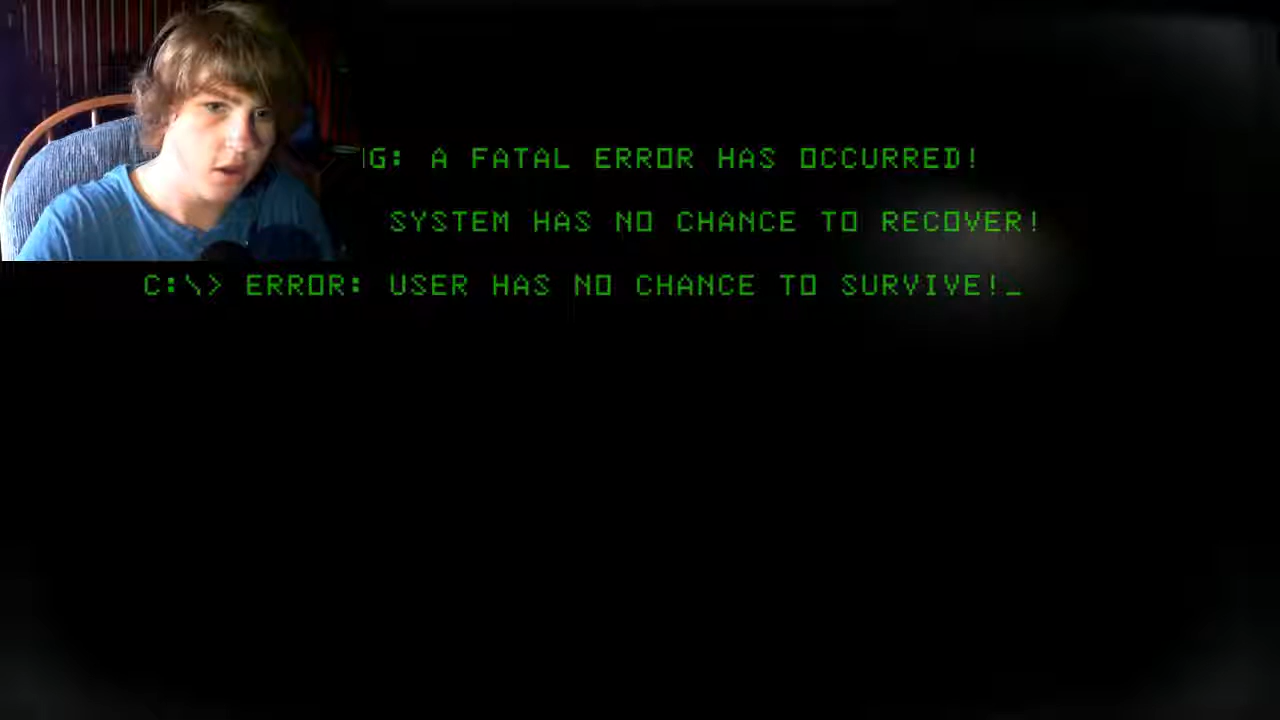 G: A FATAL ERROR HAS OCCURRED!
SYSTEM HAS NO CHANCE TO RECOVER!
C:\> ERROR: USER HAS NO CHANCE TO SURVIVE!_